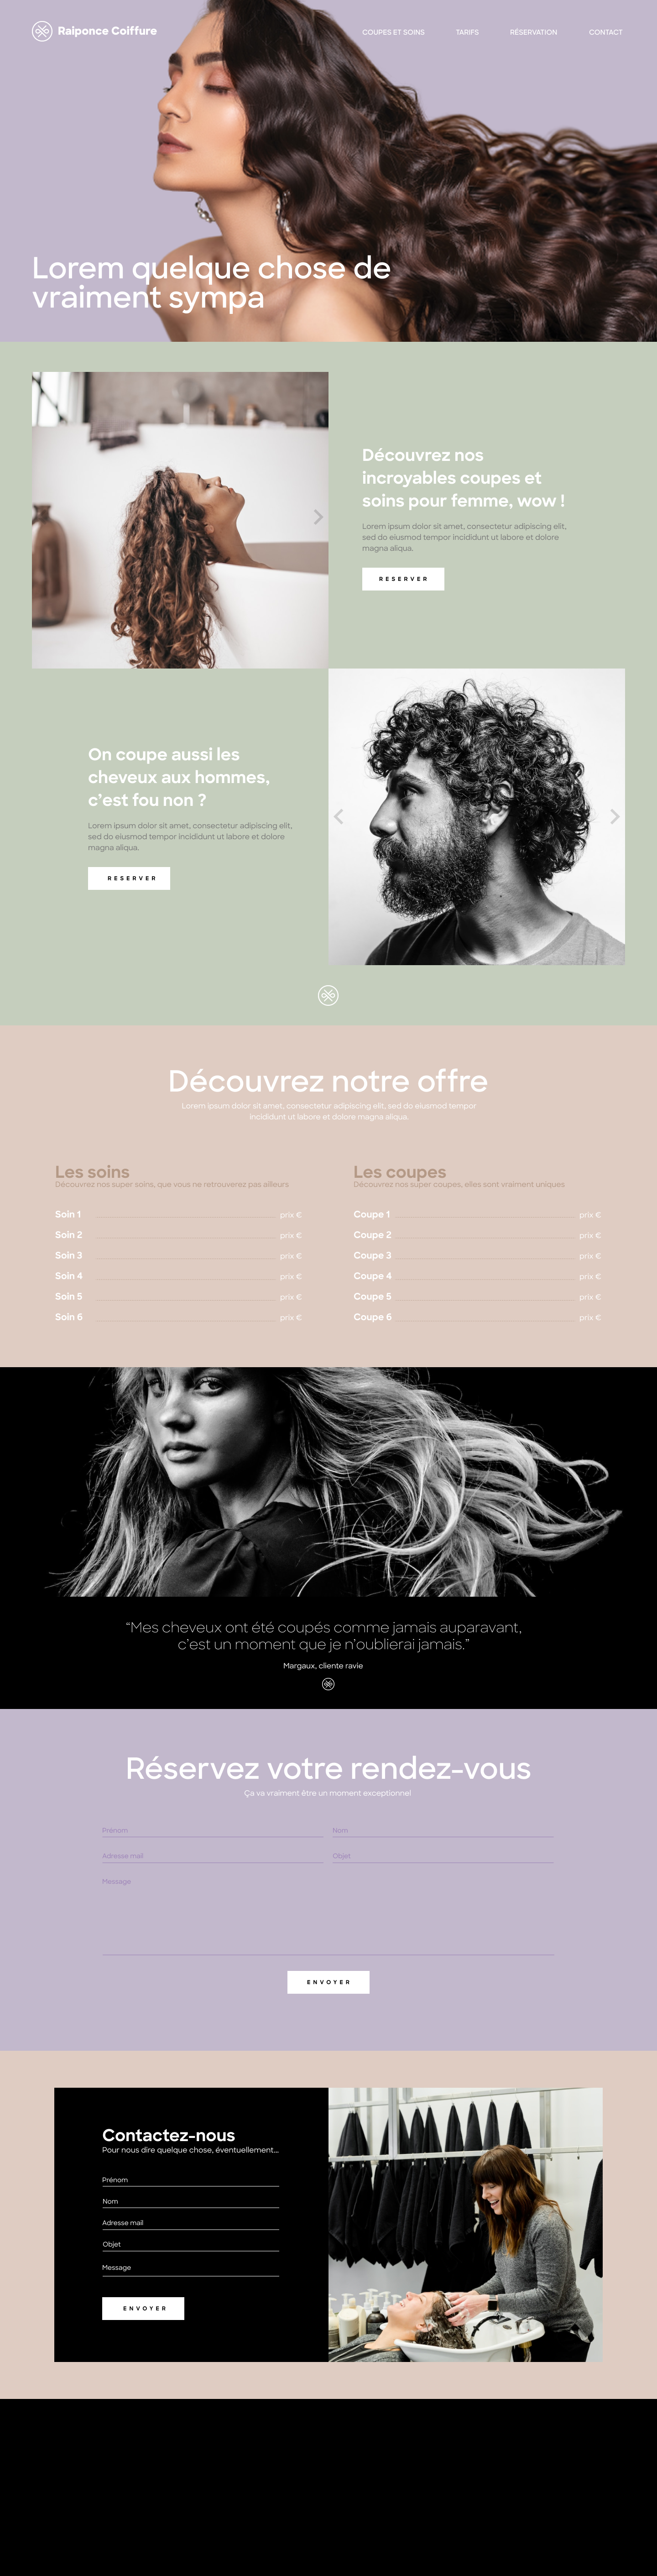 Raiponce Coiffure
COUPES ET SOINS
TARIFS
RÉSERVATION
CONTACT
Lorem quelque chose de
vraiment sympa
Découvrez nos
incroyables coupes et
soins pour femme, wow !
Lorem ipsum dolor sit amet, consectetur adipiscing elit,
sed do eiusmod tempor incididunt ut labore et dolore
magna aliqua.
RESERVER
On coupe aussi les
cheveux aux hommes,
c’est fou non ?
Lorem ipsum dolor sit amet, consectetur adipiscing elit,
sed do eiusmod tempor incididunt ut labore et dolore
magna aliqua.
RESERVER
Découvrez notre offre
Lorem ipsum dolor sit amet, consectetur adipiscing elit, sed do eiusmod tempor
incididunt ut labore et dolore magna aliqua.
Les soins
Découvrez nos super soins, que vous ne retrouverez pas ailleurs
Soin 1 prix €
Soin 2 prix €
Soin 3 prix €
Soin 4 prix €
Soin 5 prix €
Soin 6 prix €
Les coupes
Découvrez nos super coupes, elles sont vraiment uniques
Coupe 1 prix €
Coupe 2 prix €
Coupe 3 prix €
Coupe 4 prix €
Coupe 5 prix €
Coupe 6 prix €
“Mes cheveux ont été coupés comme jamais auparavant,
c’est un moment que je n’oublierai jamais.”
Margaux, cliente ravie
Réservez votre rendez-vous
Ça va vraiment être un moment exceptionnel
Prénom
Nom
Adresse mail
Objet
Message
ENVOYER
Contactez-nous
Pour nous dire quelque chose, éventuellement...
Prénom
Nom
Adresse mail
Objet
Message
ENVOYER